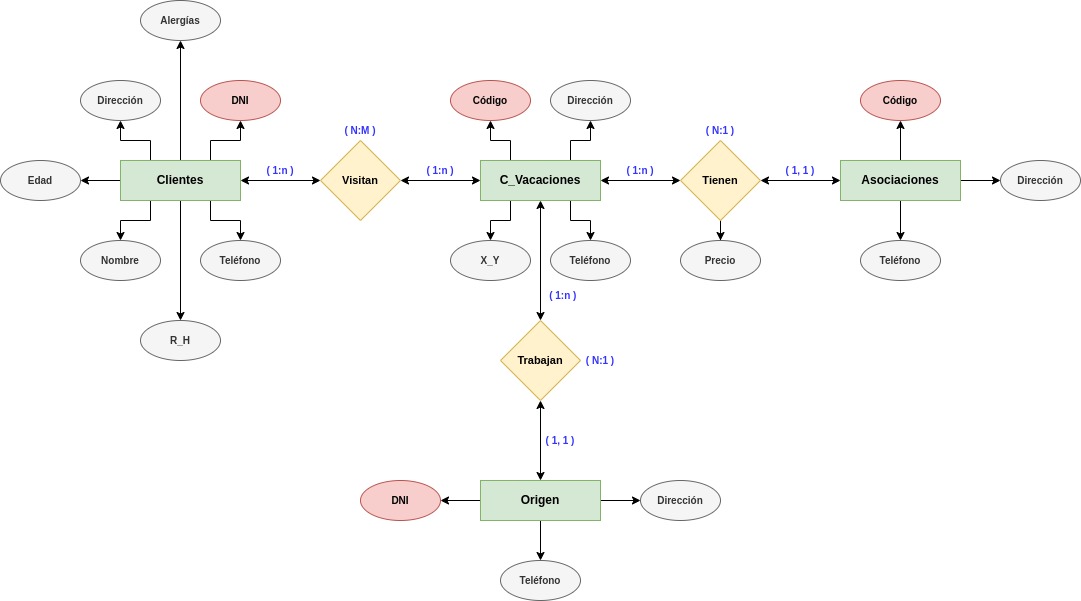 Alergías
Dirección
DNI
Código
Dirección
Código
( N:M )
( N:1 )
Edad
Clientes
( 1:n )
Visitan
( 1:n )
C_Vacaciones
( 1:n )
Tienen
( 1, 1 )
Asociaciones
Dirección
Nombre
Teléfono
X_Y
Teléfono
Precio
Teléfono
( 1:n )
R_H
Trabajan
( N:1 )
( 1, 1 )
DNI
Origen
Dirección
Teléfono